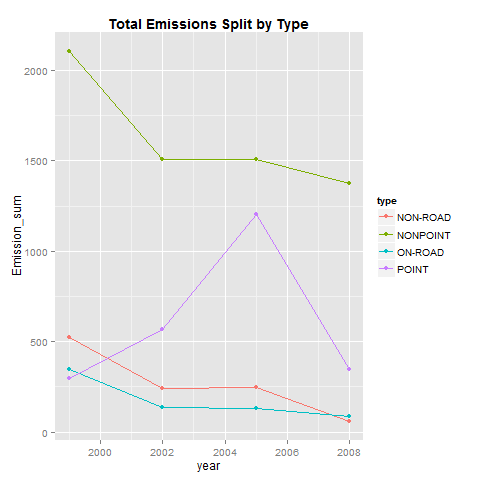 Total Emissions Split by Type
Emission_sum
2000
1500
1000
500
0
2000
2002
2004
2006
2008
year
type
NON-ROAD
NONPOINT
ON-ROAD
POINT